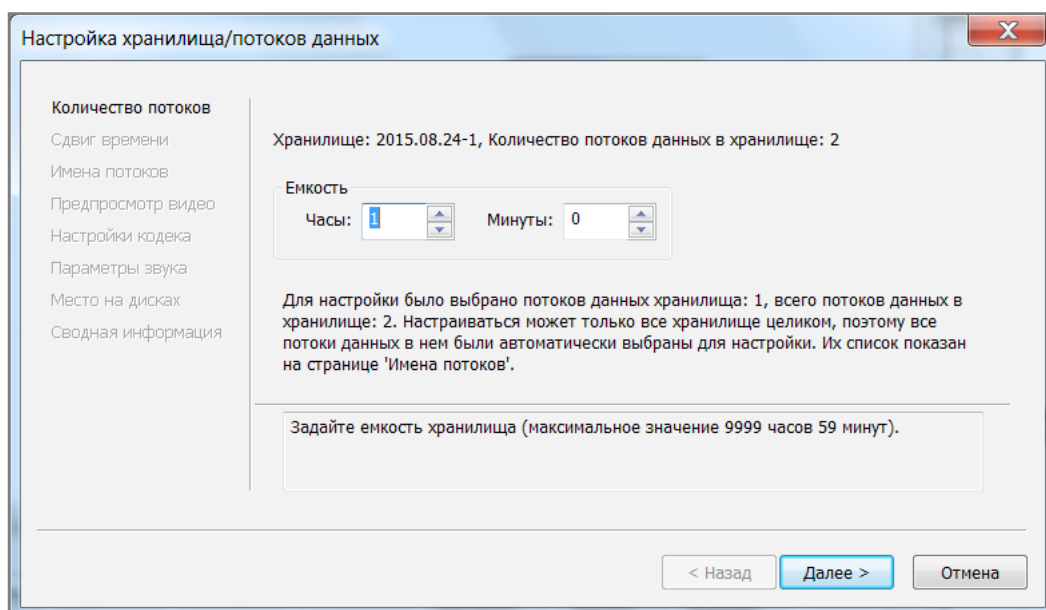 Настройка хранилища/потоков данных
X
Количество потоков
Сдвиг времени
Имена потоков
Предпросмотр видео
Настройки кодека
Параметры звука
Место на дисках
Сводная информация
Хранилище: 2015.08.24-1, Количество потоков данных в хранилище: 2
Емкость
Часы: 1 Минуты: 0
Для настройки было выбрано потоков данных хранилища: 1, всего потоков данных в
хранилище: 2. Настраиваться может только все хранилище целиком, поэтому все
потоки данных в нем были автоматически выбраны для настройки. Их список показан
на странице 'Имена потоков'.
Задайте емкость хранилища (максимальное значение 9999 часов 59 минут).
< Назад Далее > Отмена